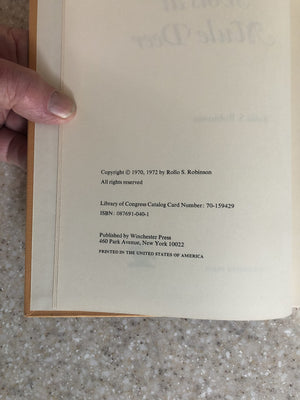 Mule Deer
Copyright © 1970, 1972 by Rollo S. Robinson
All rights reserved
Library of Congress Catalog Card Number: 70-159429
ISBN: 087691-040-1
Published by Winchester Press
460 Park Avenue, New York 10022
PRINTED IN THE UNITED STATES OF AMERICA